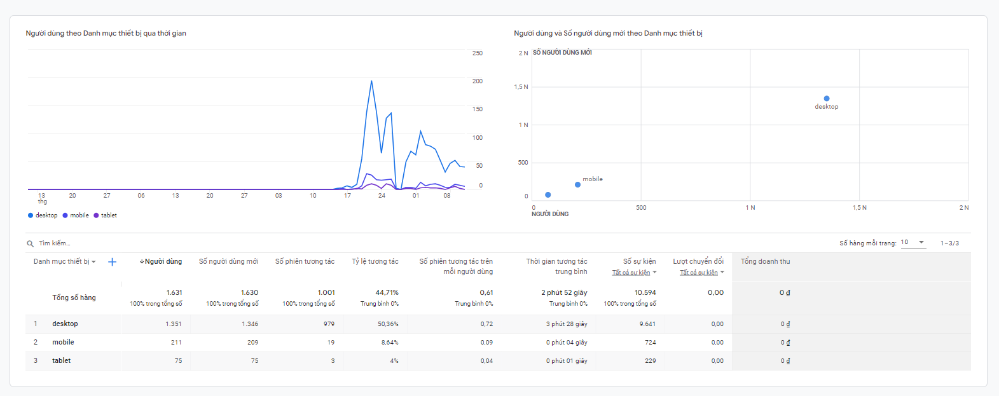 Người dùng theo Danh mục thiết bị qua thời gian
250
200
150
100
50
0
13 20 27 06 13 20 27 03 10 17 24 01 08
thg
desktop mobile tablet
Người dùng và Số người dùng mới theo Danh mục thiết bị
SỐ NGƯỜI DÙNG MỚI
2 N
1,5 N
1 N
500
0
desktop
mobile
0 500 1 N 1,5 N 2 N
NGƯỜI DÙNG
Tìm kiếm...
Số hàng mỗi trang: 10 1–3/3
Danh mục thiết bị + ↓ Người dùng Số người dùng mới Số phiên tương tác Tỷ lệ tương tác Số phiên tương tác trên Thời gian tương tác Số sự kiện Lượt chuyển đổi Tổng doanh thu
mỗi người dùng trung bình Tất cả sự kiện Tất cả sự kiện
Tổng số hàng 1.631 1.630 1.001 44,71% 0,61 2 phút 52 giây 10.594 0,00 0 ₫
100% trong tổng số 100% trong tổng số 100% trong tổng số Trung bình 0% Trung bình 0% Trung bình 0% 100% trong tổng số
1 desktop 1.351 1.346 979 50,36% 0,72 3 phút 28 giây 9.641 0,00 0 ₫
2 mobile 211 209 19 8,64% 0,09 0 phút 04 giây 724 0,00 0 ₫
3 tablet 75 75 3 4% 0,04 0 phút 01 giây 229 0,00 0 ₫